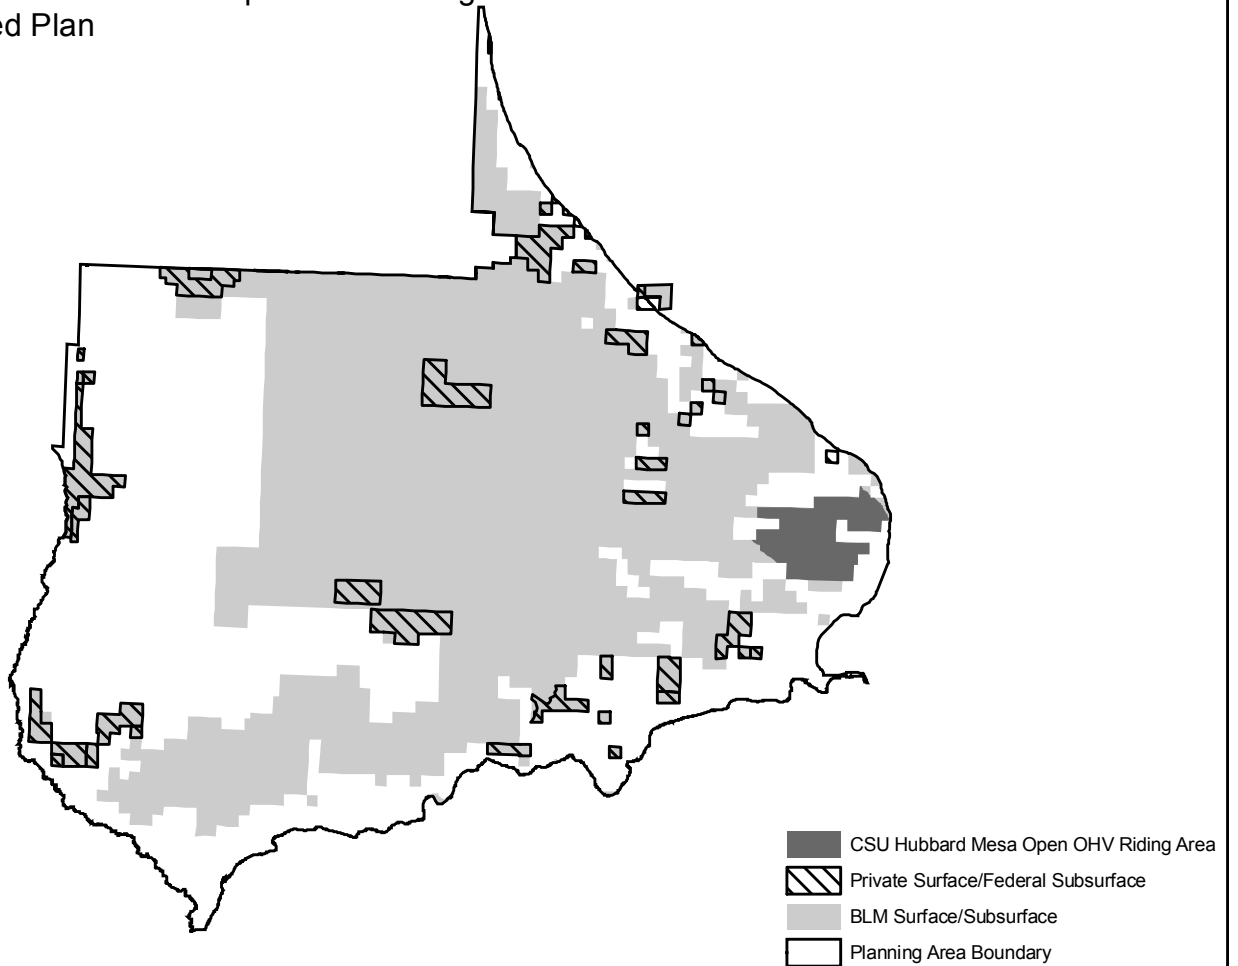 ed Plan
CSU Hubbard Mesa Open OHV Riding Area
Private Surface/Federal Subsurface
BLM Surface/Subsurface
Planning Area Boundary